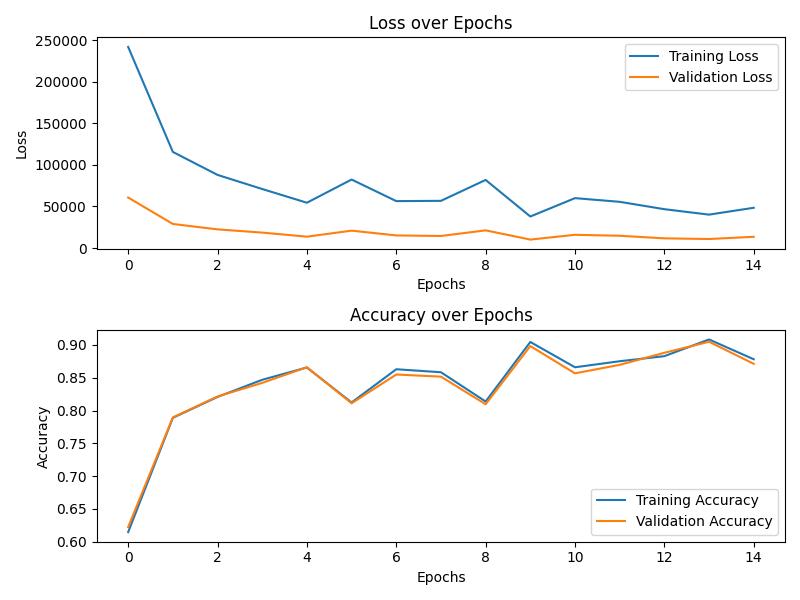 Loss over Epochs
250000
200000
150000
100000
50000
0
Loss
Training Loss
Validation Loss
0 2 4 6 8 10 12 14
Epochs
Accuracy over Epochs
0.90
0.85
0.80
0.75
0.70
0.65
0.60
Accuracy
Training Accuracy
Validation Accuracy
0 2 4 6 8 10 12 14
Epochs